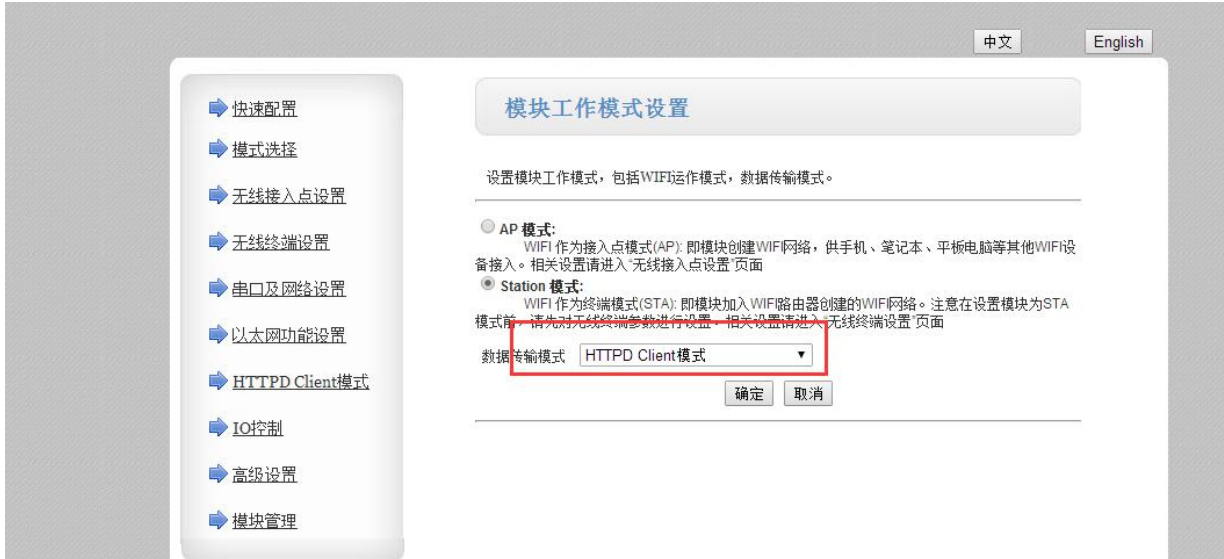 中文
English
快速配置
模式选择
无线接入点设置
无线终端设置
串口及网络设置
以太网功能设置
HTTPD Client模式
IO控制
高级设置
模块管理
模块工作模式设置
设置模块工作模式，包括WIFI运作模式，数据传输模式。
AP 模式:
WIFI 作为接入点模式(AP): 即模块创建WIFI网络，供手机、笔记本、平板电脑等其他WIFI设
备接入。相关设置请进入“无线接入点设置”页面
Station 模式:
WIFI 作为终端模式(STA): 即模块加入WIFI路由器创建的WIFI网络。注意在设置模块为STA
模式前，请先对无线终端参数进行设置。相关设置请进入“无线终端设置”页面
数据传输模式 HTTPD Client模式
确定 取消